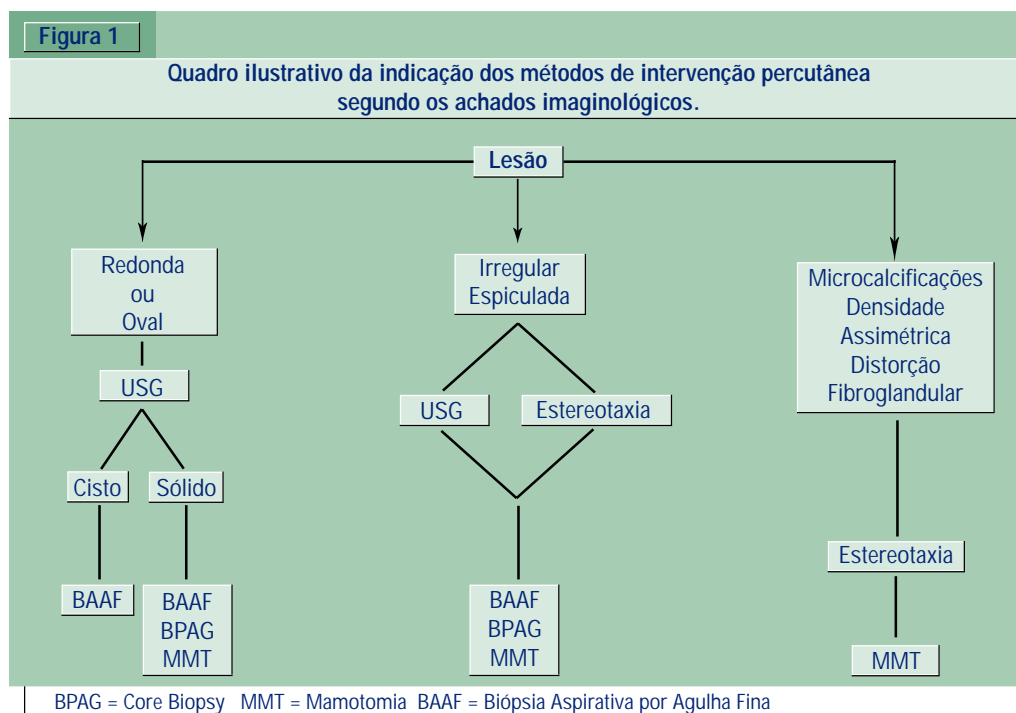 Figura 1
Quadro ilustrativo da indicação dos métodos de intervenção percutânea
segundo os achados imaginológicos.
Lesão
Redonda
ou
Oval
USG
Cisto
Sólido
BAAF
BAAF
BPAG
MMT
Irregular
Espiculada
USG
Estereotaxia
BAAF
BPAG
MMT
Microcalcificações
Densidade
Assimétrica
Distorção
Fibroglandular
Estereotaxia
MMT
BPAG = Core Biopsy MMT = Mamotomia BAAF = Biópsia Aspirativa por Agulha Fina